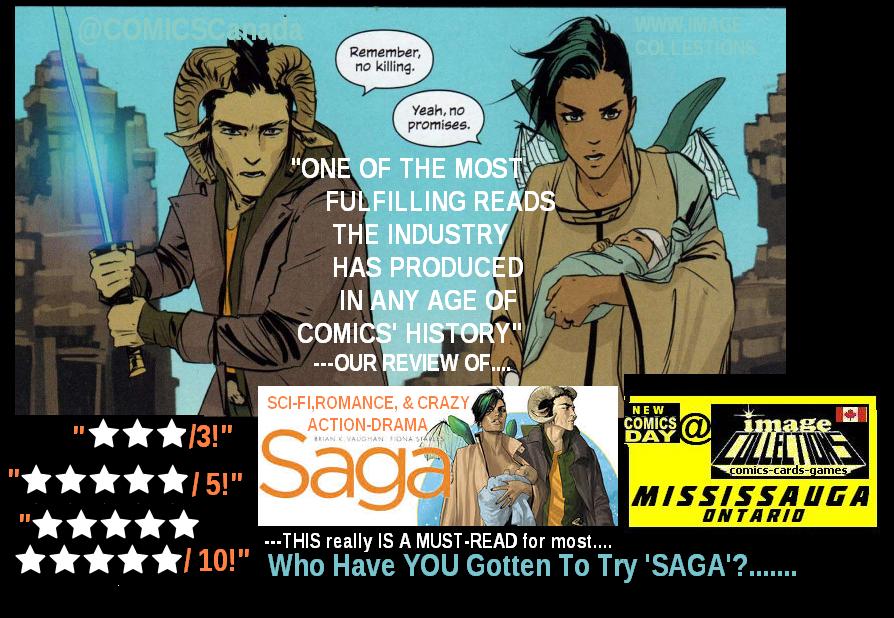 @COMICSCanada
WWW.IMAGE
COLLESTIONS
Remember,
no killing.
Yeah, no
promises.
"ONE OF THE MOST
FULFILLING READS
THE INDUSTRY
HAS PRODUCED
IN ANY AGE OF
COMICS' HISTORY"
---OUR REVIEW OF....
SCI-FI,ROMANCE, & CRAZY
ACTION-DRAMA
BRIAN K. VAUGHAN FIONA STAPLES
Saga
"★★★/3!"
"★★★★★/ 5!"
"★★★★★
★★★★★/ 10!"
NEW
COMICS
DAY @
image
COLLECTIONS
comics-cards-games
MISSISSAUGA
ONTARIO
---THIS really IS A MUST-READ for most....
Who Have YOU Gotten To Try 'SAGA'?.......